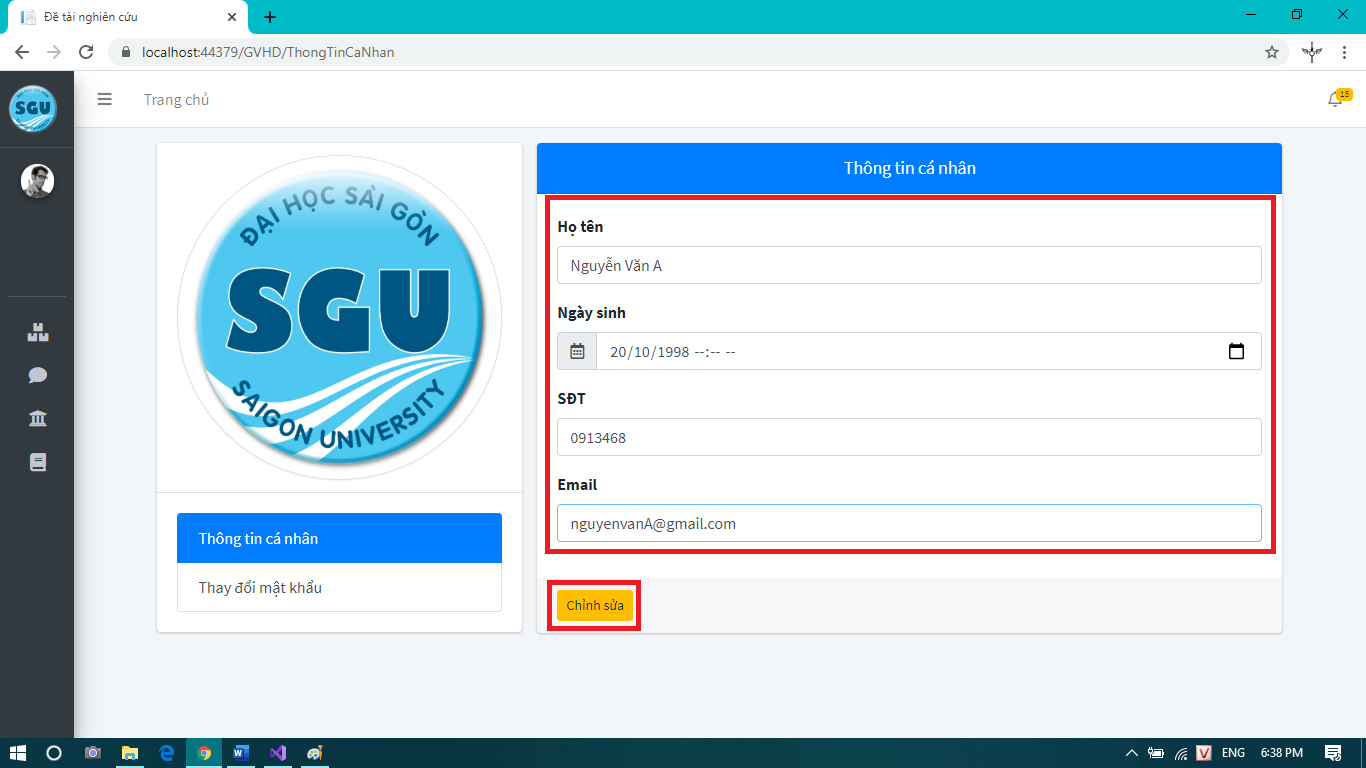 Đề tài nghiên cứu
localhost:44379/GVHD/ThongTinCaNhan
SGU
Trang chủ
15
ĐẠI HỌC SÀI GÒN
SGU
SAIGON UNIVERSITY
Thông tin cá nhân
Thay đổi mật khẩu
Thông tin cá nhân
Họ tên
Nguyễn Văn A
Ngày sinh
20/10/1998 --:-- --
SĐT
0913468
Email
nguyenvanA@gmail.com
Chỉnh sửa
ENG
6:38 PM